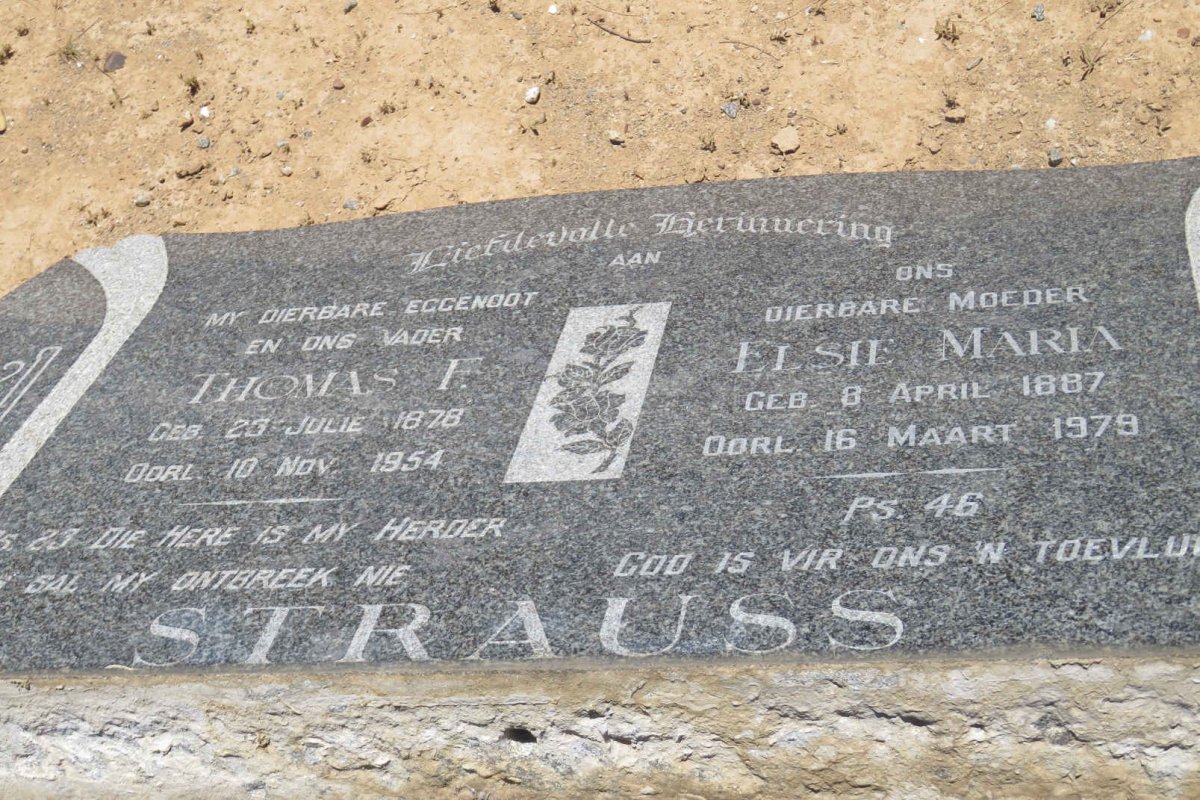 Liefdevolle Herinnering
AAN
MY DIERBARE EGGENOOT
EN ONS VADER
THOMAS F.
GEB. 23 JULIE 1878
OORL. 10 NOV. 1954
23 DIE HERE IS MY HERDER
SAL MY ONTBREEK NIE
ONS
DIERBARE MOEDER
ELSIE MARIA
GEB. 8 APRIL 1887
OORL. 16 MAART 1979
PS. 46
GOD IS VIR ONS 'N
STRAUSS